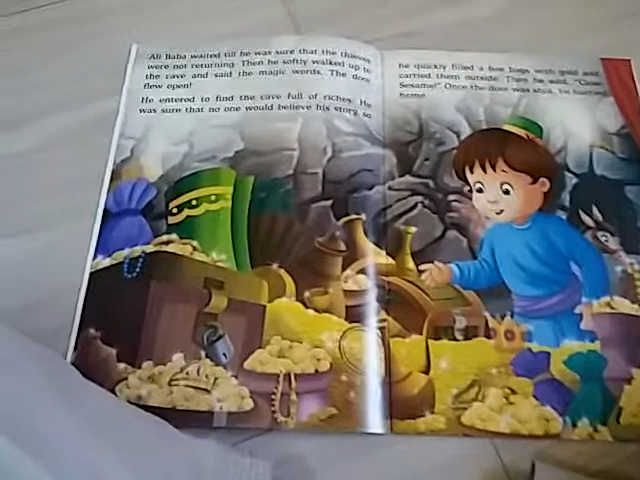 Ali Baba waited till he was sure that the thieves
were not returning. Then he softly walked up to
the cave and said the magic words. The door
flew open!
He entered to find the cave full of riches. He
was sure that no one would believe his story, so
he quickly filled a few bags with gold and
carried them outside. Then he said, "Close
Sesame!" Once the door was shut, he
home.